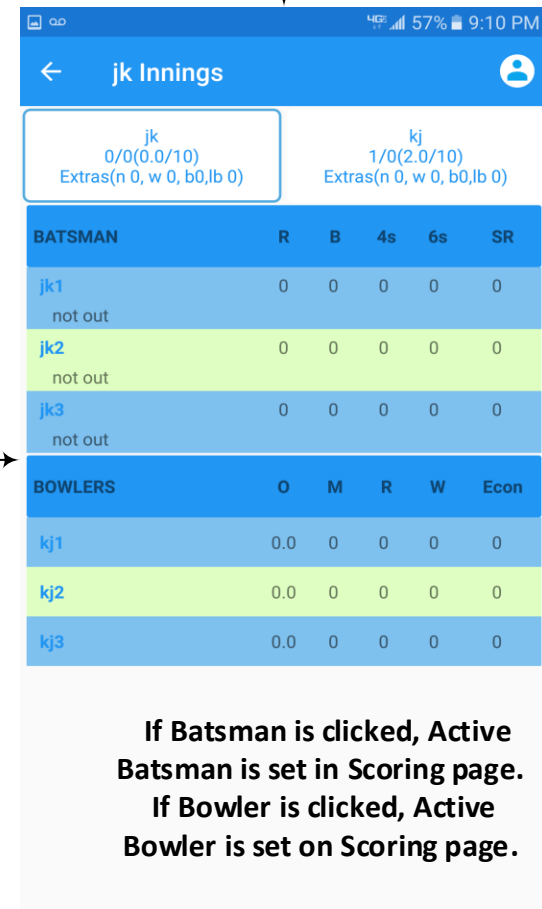 4GE 57% 9:10 PM
jk Innings
jk
0/0(0.0/10)
Extras(n 0, w 0, b0,lb 0)
kj
1/0(2.0/10)
Extras(n 0, w 0, b0,lb 0)
BATSMAN R B 4s 6s SR
jk1 0 0 0 0 0
not out
jk2 0 0 0 0 0
not out
jk3 0 0 0 0 0
not out
BOWLERS O M R W Econ
kj1 0.0 0 0 0 0
kj2 0.0 0 0 0 0
kj3 0.0 0 0 0 0
If Batsman is clicked, Active
Batsman is set in Scoring page.
If Bowler is clicked, Active
Bowler is set on Scoring page.